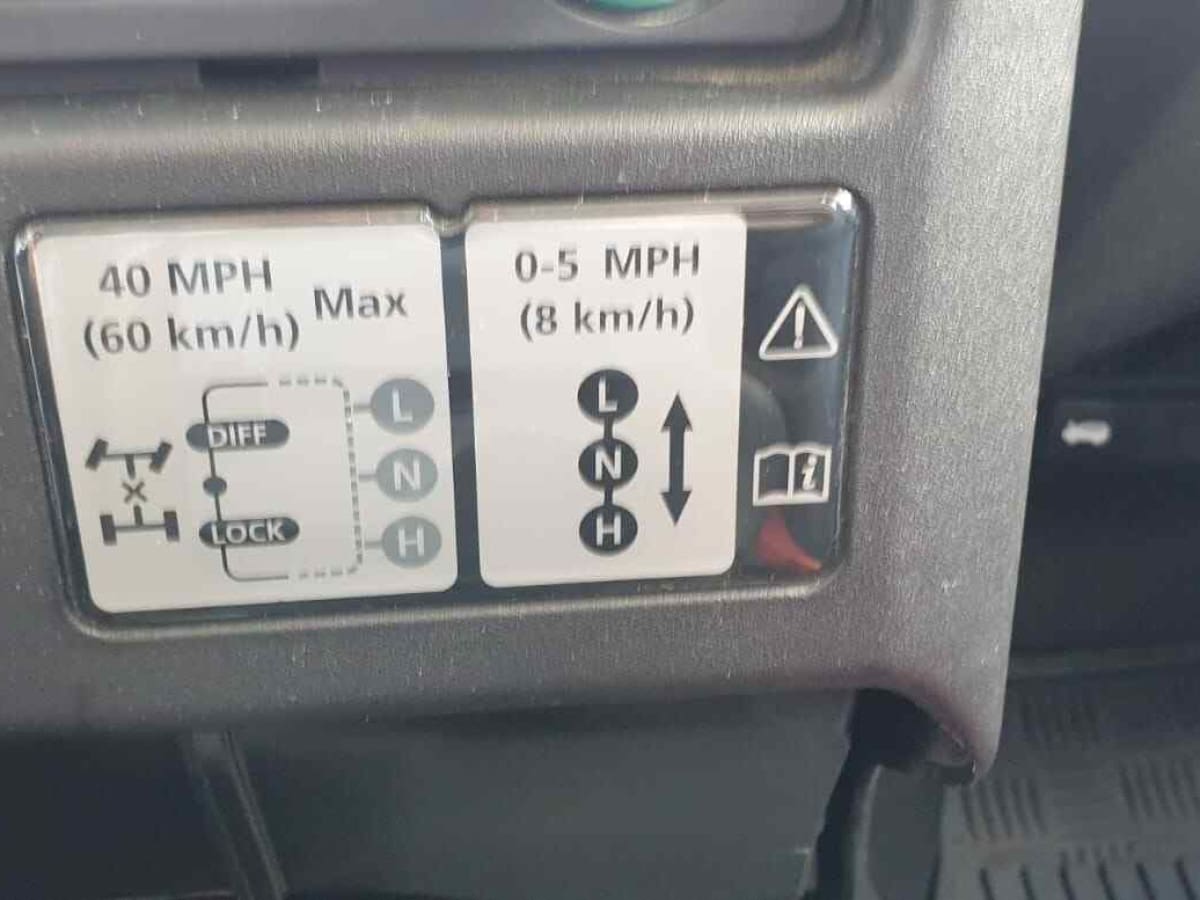 40 MPH
(60 km/h)
Max
DIFF
LOCK
L
N
H
0-5 MPH
(8 km/h)
L
N
H
!
i